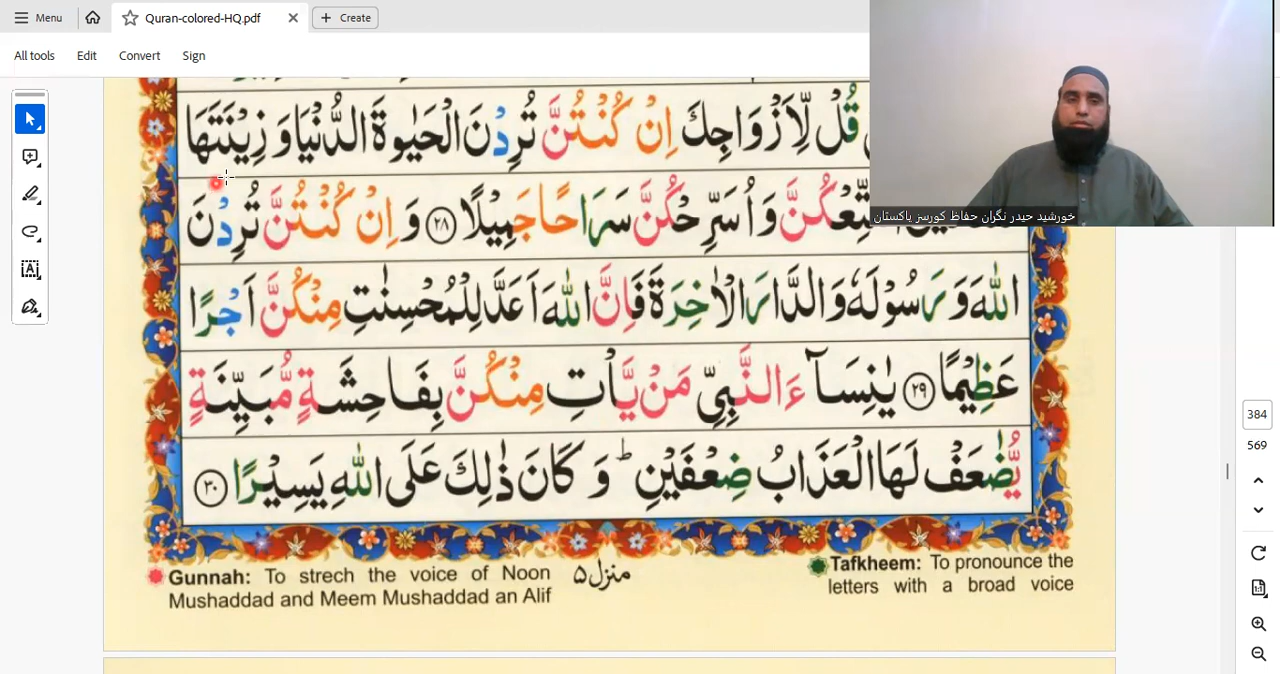 Menu
Quran-colored-HQ.pdf
Create
All tools Edit Convert Sign
قُلْ لِّاَزْوَاجِكَ اِنْ كُنْتُنَّ تُرِدْنَ الْحَيٰوةَ الدُّنْيَا وَ زِيْنَتَهَا
وَ اُسَرِّحْكُنَّ سَرَاحًا جَمِيْلًا ﴿٢٨﴾ وَ اِنْ كُنْتُنَّ تُرِدْنَ
خورشید حیدر نگران حفاظ کورسز پاکستان
اللّٰهَ وَ رَسُوْلَهٗ وَ الدَّارَ الْاٰخِرَةَ فَاِنَّ اللّٰهَ اَعَدَّ لِلْمُحْسِنٰتِ مِنْكُنَّ اَجْرًا
عَظِيْمًا ﴿٢٩﴾ يٰنِسَآءَ النَّبِيِّ مَنْ يَّاْتِ مِنْكُنَّ بِفَاحِشَةٍ مُّبَيِّنَةٍ
يُّضٰعَفْ لَهَا الْعَذَابُ ضِعْفَيْنِ ؕ وَ كَانَ ذٰلِكَ عَلَى اللّٰهِ يَسِيْرًا ﴿٣٠﴾
384
569
Gunnah: To strech the voice of Noon
Mushaddad and Meem Mushaddad an Alif
منزل ۵
Tafkheem: To pronounce the
letters with a broad voice